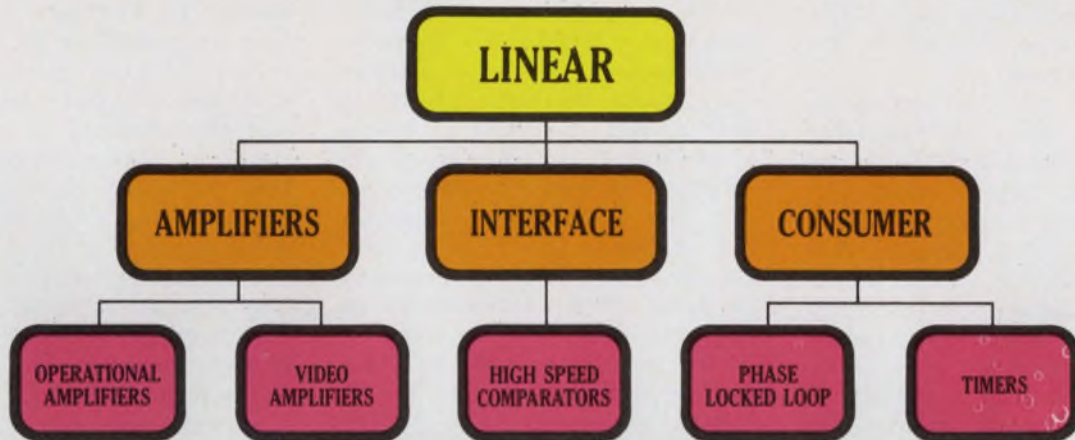 LINEAR
AMPLIFIERS
INTERFACE
CONSUMER
OPERATIONAL
AMPLIFIERS
VIDEO
AMPLIFIERS
HIGH SPEED
COMPARATORS
PHASE
LOCKED LOOP
TIMERS